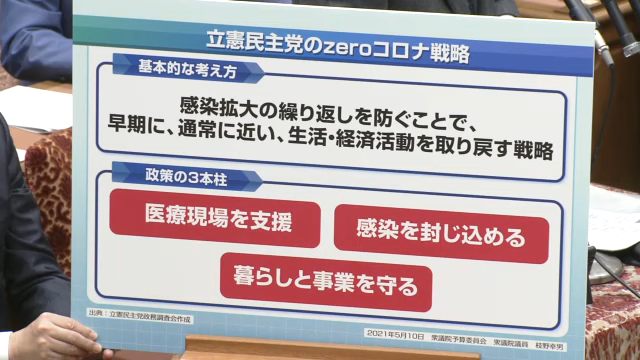 立憲民主党のzeroコロナ戦略
基本的な考え方
感染拡大の繰り返しを防ぐことで、
早期に、通常に近い、生活・経済活動を取り戻す戦略
政策の3本柱
医療現場を支援
感染を封じ込める
暮らしと事業を守る
出典：立憲民主党政務調査会作成
2021年5月10日 衆議院予算委員会 衆議院議員 枝野幸男